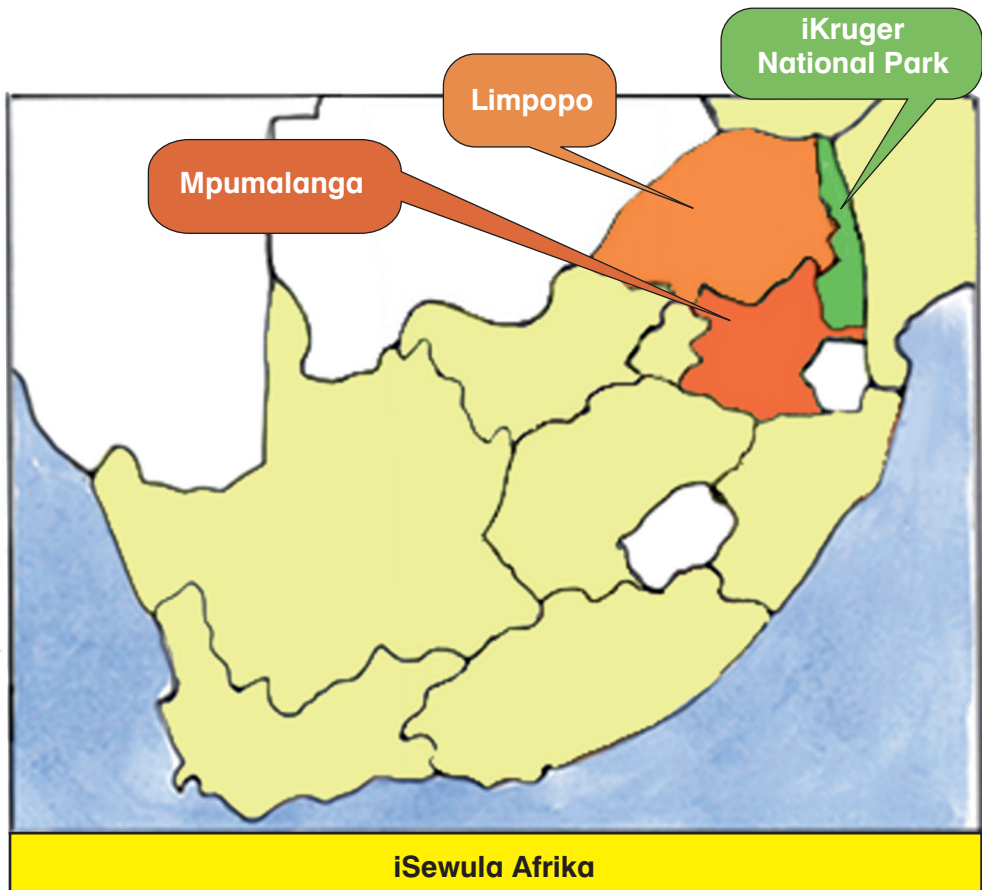 iKruger
National Park
Limpopo
Mpumalanga
iSewula Afrika